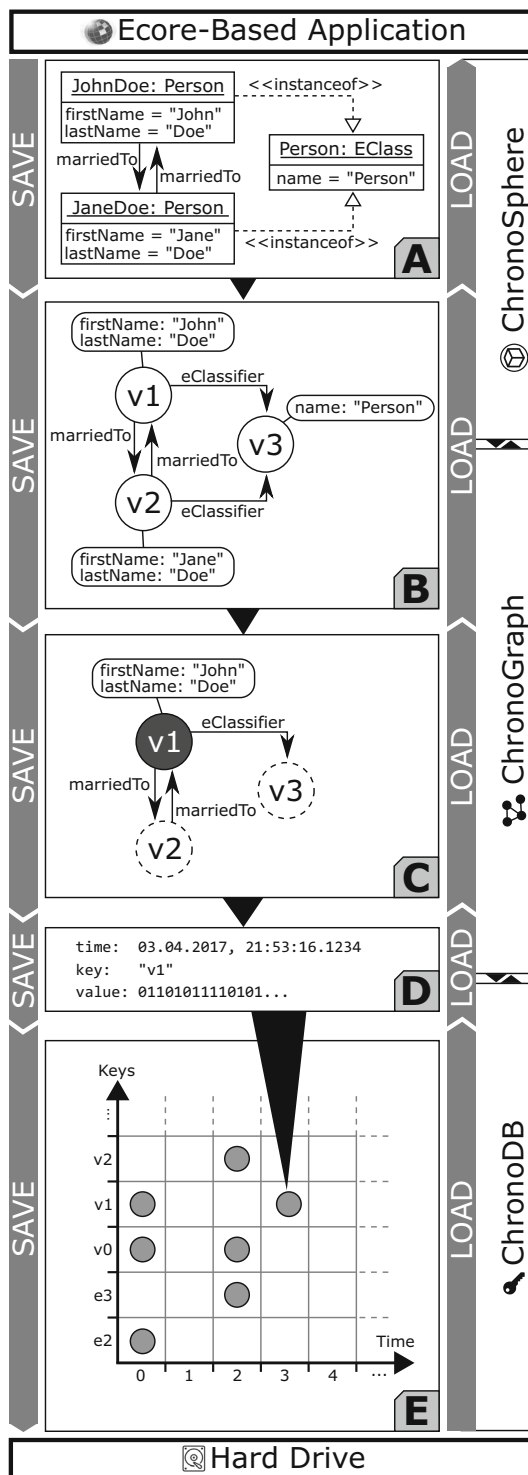 Ecore-Based Application
SAVE
LOAD
JohnDoe: Person
<<instanceof>>
firstName = "John"
lastName = "Doe"
Person: EClass
marriedTo
marriedTo
name = "Person"
JaneDoe: Person
firstName = "Jane"
lastName = "Doe"
<<instanceof>>
A
ChronoSphere
SAVE
LOAD
firstName: "John"
lastName: "Doe"
v1
eClassifier
name: "Person"
marriedTo
marriedTo
v3
v2
eClassifier
firstName: "Jane"
lastName: "Doe"
B
ChronoGraph
SAVE
LOAD
firstName: "John"
lastName: "Doe"
v1
eClassifier
marriedTo
marriedTo
v3
v2
C
SAVE
LOAD
time: 03.04.2017, 21:53:16.1234
key: "v1"
value: 01101011110101...
D
SAVE
LOAD
ChronoDB
Keys
...
v2
v1
v0
e3
e2
Time
0 1 2 3 4 ...
E
Hard Drive